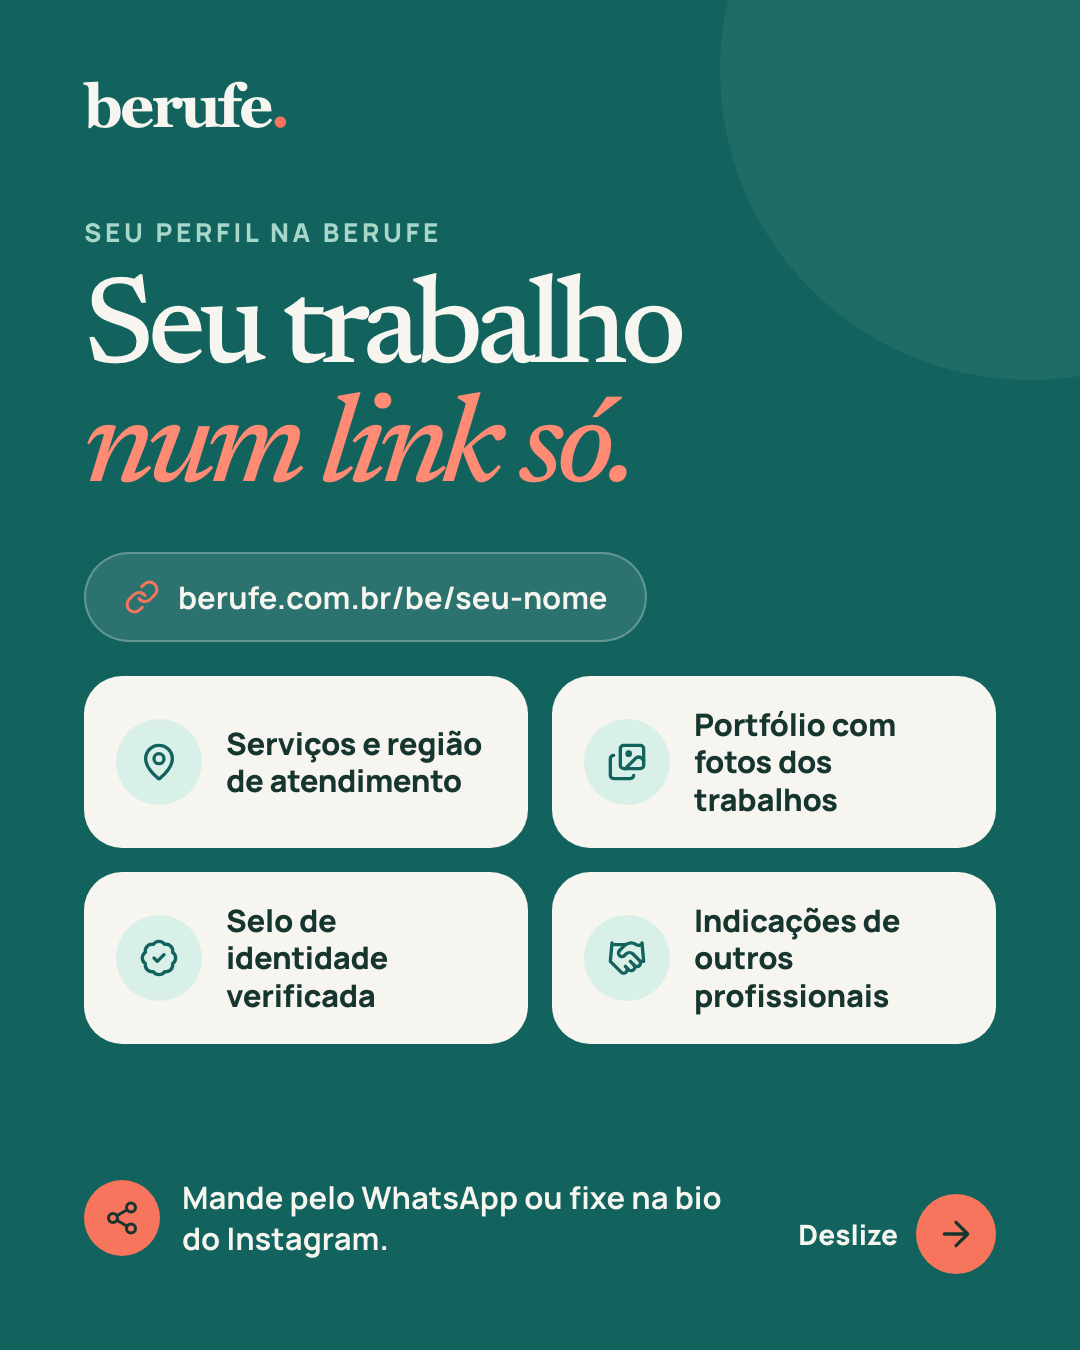 berufe.
SEU PERFIL NA BERUFE
Seu trabalho
num link só.
berufe.com.br/be/seu-nome
Serviços e região
de atendimento
Portfólio com
fotos dos
trabalhos
Selo de
identidade
verificada
Indicações de
outros
profissionais
Mande pelo WhatsApp ou fixe na bio
do Instagram.
Deslize